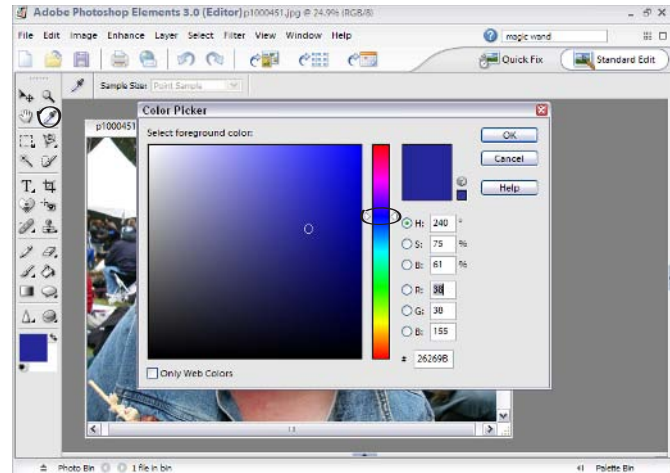 Adobe Photoshop Elements 3.0 (Editor) p1000451.jpg @ 24.9% (RGB/8)
File Edit Image Enhance Layer Select Filter View Window Help magic wand
Quick Fix Standard Edit
Sample Size: Point Sample
p1000451
Color Picker
Select foreground color:
OK
Cancel
Help
H: 240 °
S: 75 %
B: 61 %
R: 38
G: 38
B: 155
# 26269B
Only Web Colors
Photo Bin 1 file in bin Palette Bin